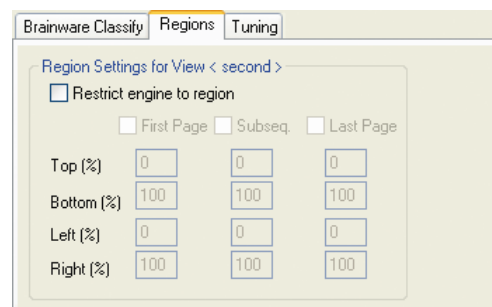 Brainware Classify Regions Tuning
Region Settings for View < second >
Restrict engine to region
First Page Subseq. Last Page
Top (%) 0 0 0
Bottom (%) 100 100 100
Left (%) 0 0 0
Right (%) 100 100 100